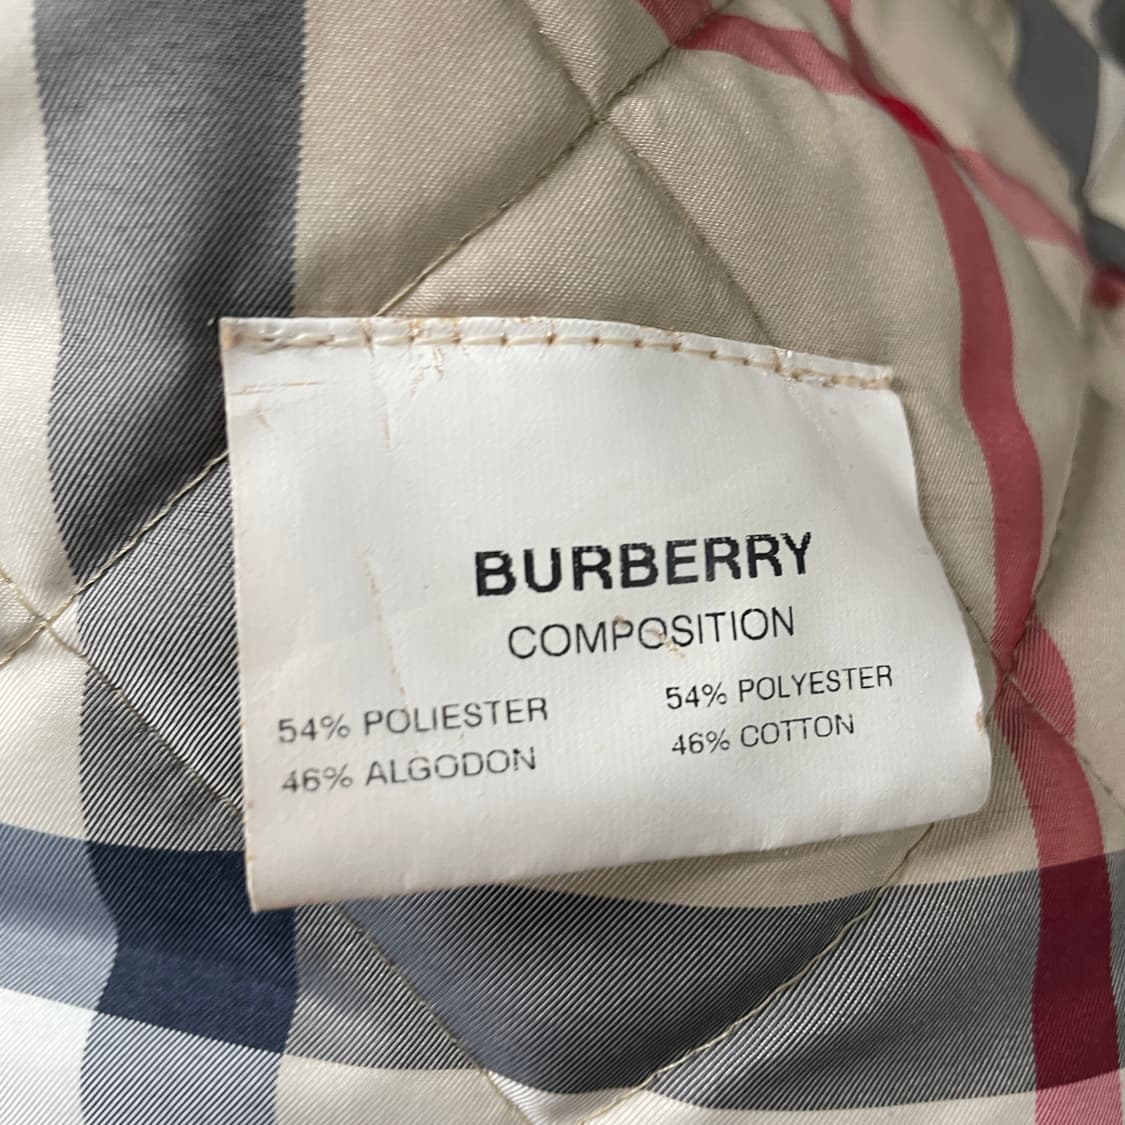 BURBERRY
COMPOSITION
54% POLIESTER
46% ALGODON
54% POLYESTER
46% COTTON